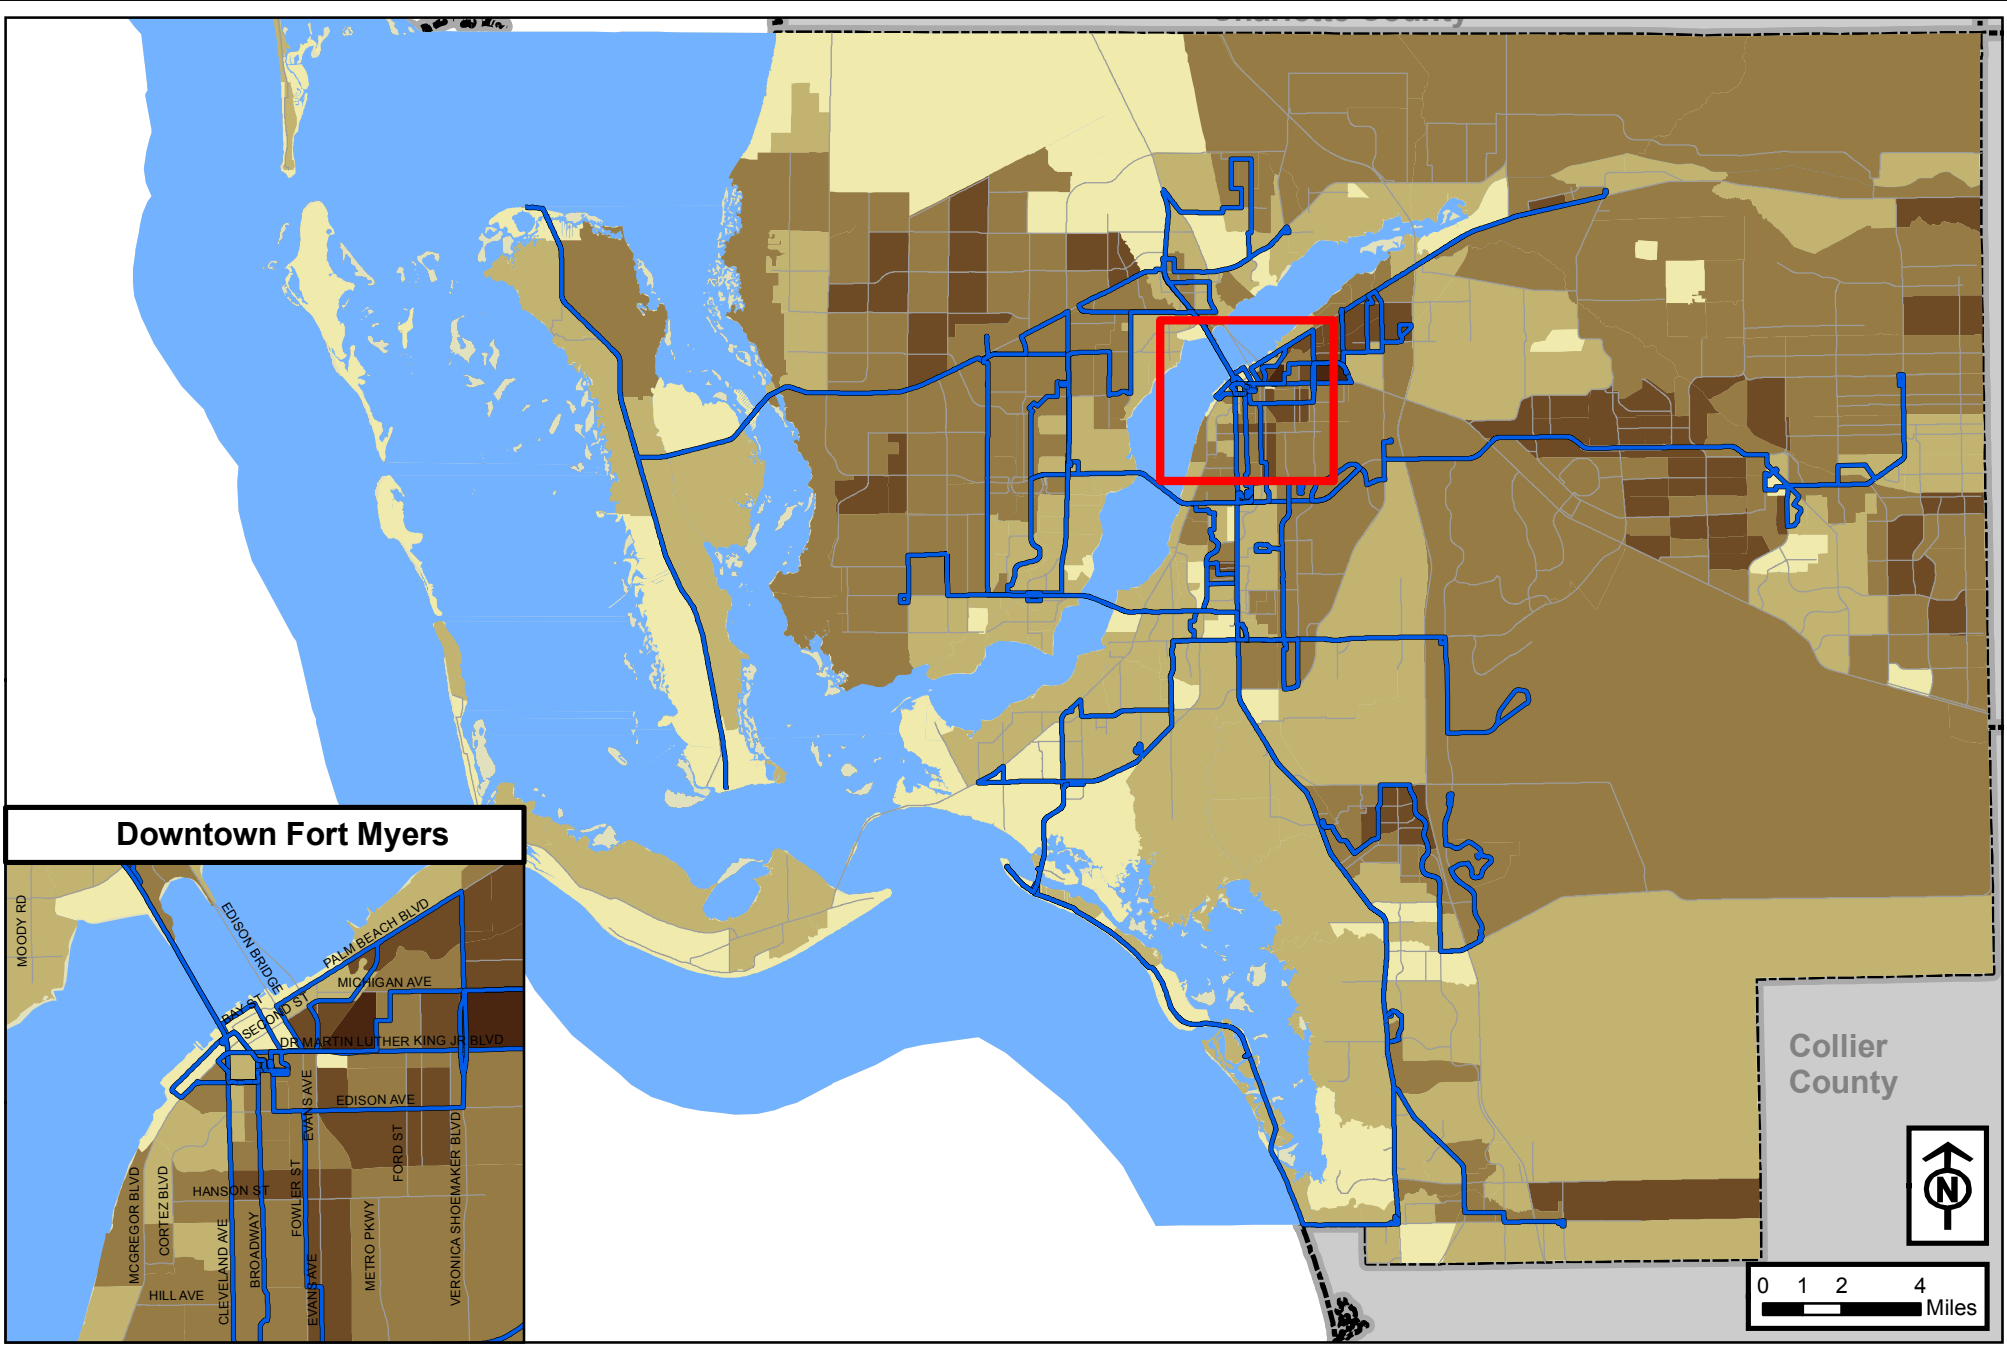 Charlotte County
Downtown Fort Myers
MOODY RD
EDISON BRIDGE
PALM BEACH BLVD
MICHIGAN AVE
BAY ST
SECOND ST
DR MARTIN LUTHER KING JR BLVD
EVANS AVE
EDISON AVE
FORD ST
VERONICA SHOEMAKER BLVD
MCGREGOR BLVD
CORTEZ BLVD
HANSON ST
FOWLER ST
METRO PKWY
CLEVELAND AVE
BROADWAY
EVANS AVE
HILL AVE
Collier
County
N
0 1 2 4
Miles